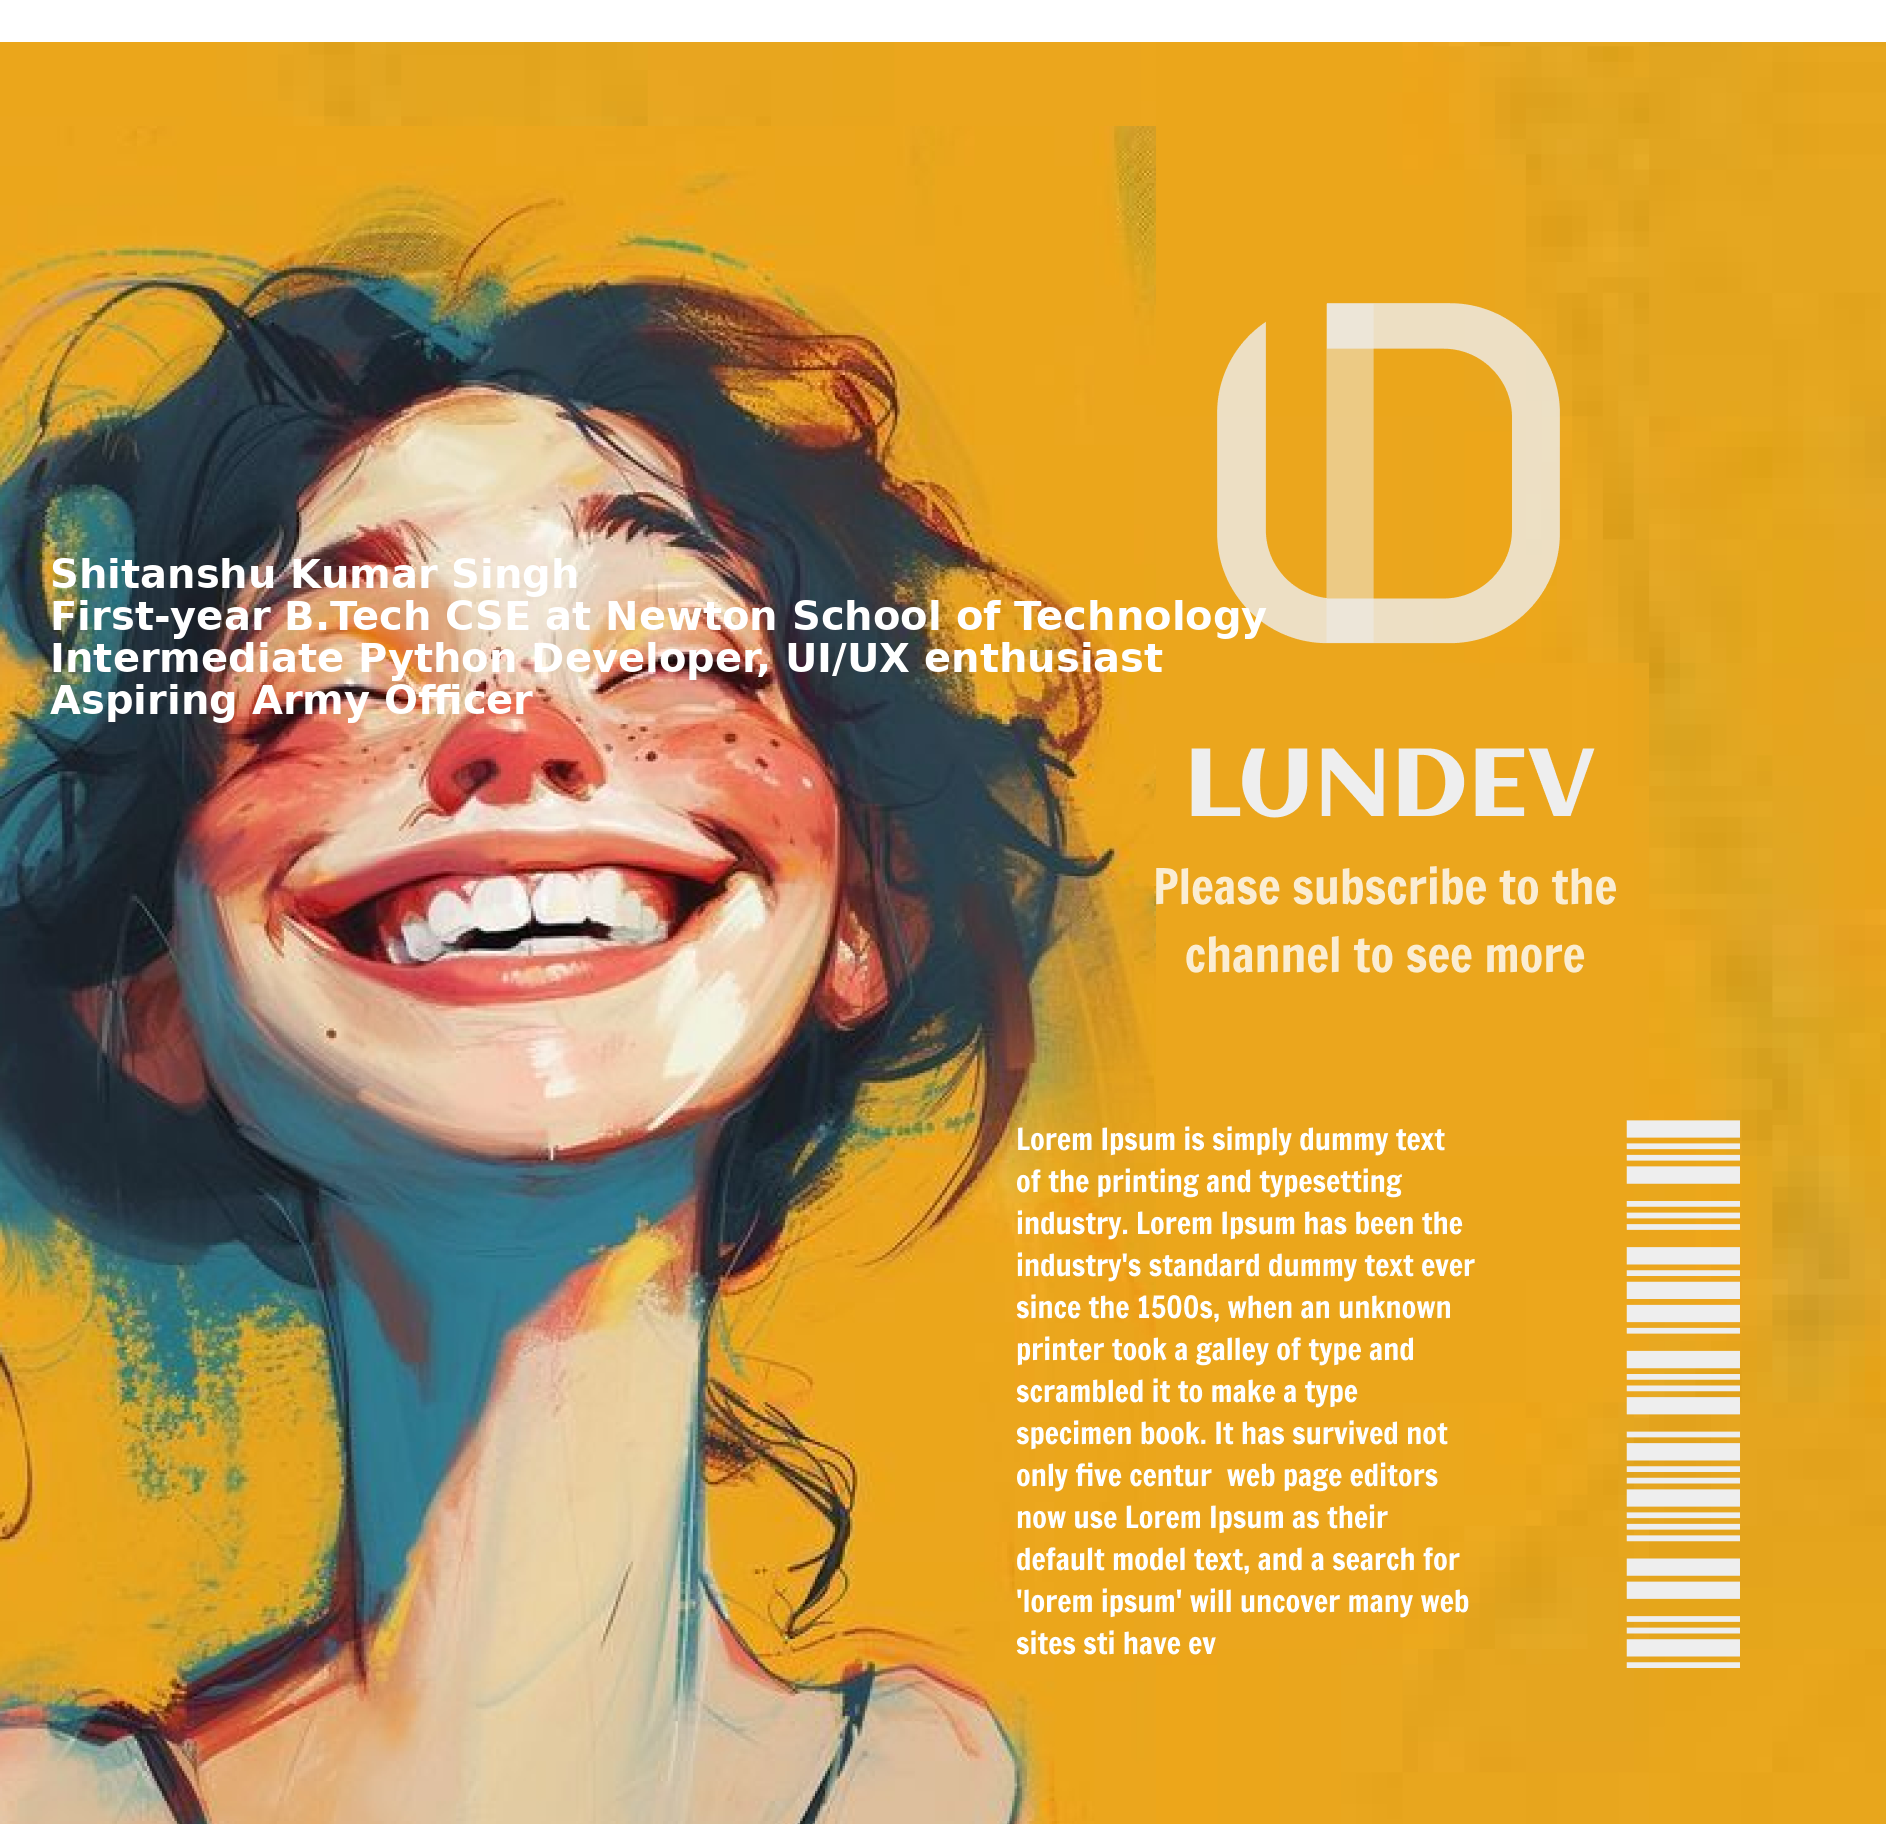 Shitanshu Kumar Singh
First-year B.Tech CSE at Newton School of Technology
Intermediate Python Developer, UI/UX enthusiast
Aspiring Army Officer
LUNDEV
Please subscribe to the
channel to see more
Lorem Ipsum is simply dummy text
of the printing and typesetting
industry. Lorem Ipsum has been the
industry's standard dummy text ever
since the 1500s, when an unknown
printer took a galley of type and
scrambled it to make a type
specimen book. It has survived not
only five centur  web page editors
now use Lorem Ipsum as their
default model text, and a search for
'lorem ipsum' will uncover many web
sites sti have ev